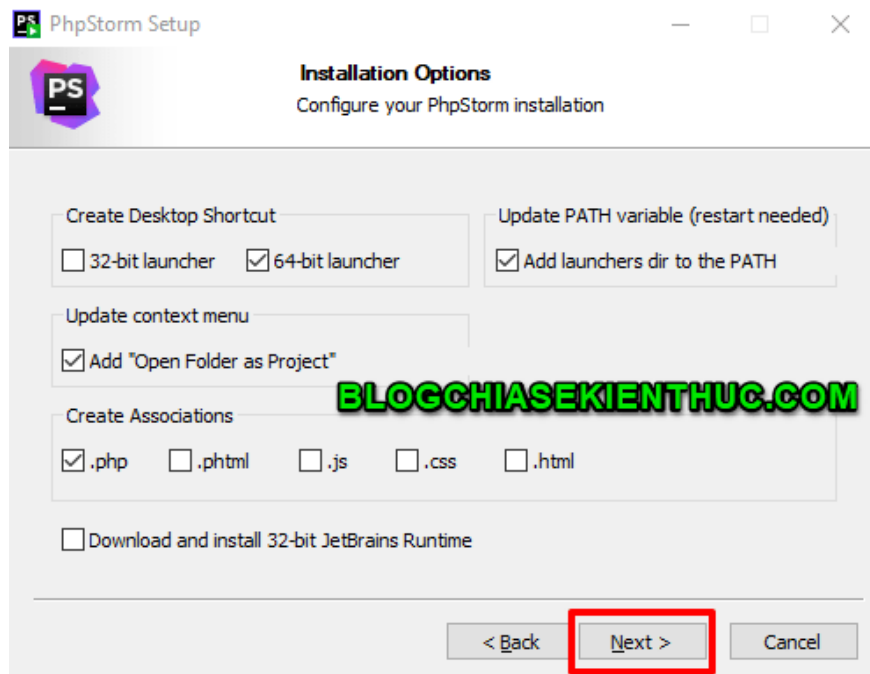 PhpStorm Setup
PS
Installation Options
Configure your PhpStorm installation
Create Desktop Shortcut
32-bit launcher 64-bit launcher
Update PATH variable (restart needed)
Add launchers dir to the PATH
Update context menu
Add "Open Folder as Project"
BLOGCHIASEKIENTHUC.COM
Create Associations
.php .phtml .js .css .html
Download and install 32-bit JetBrains Runtime
< Back Next > Cancel